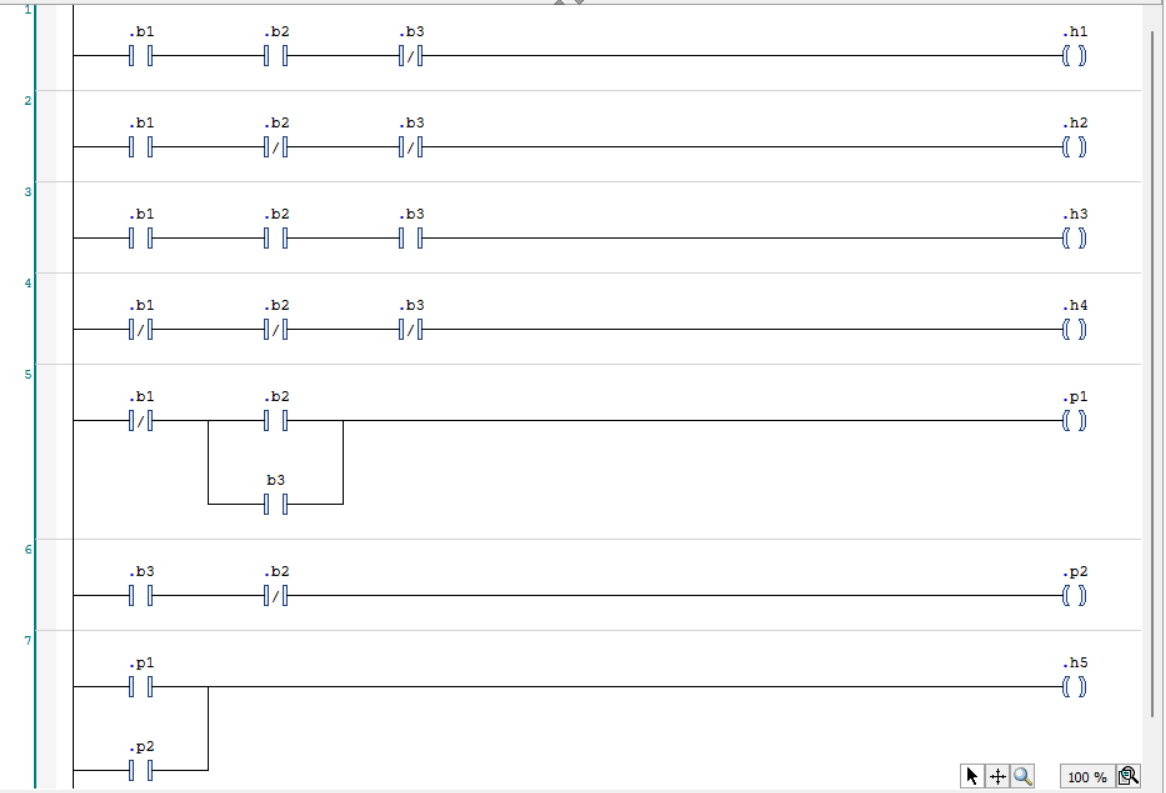 1
.b1 .b2 .b3 .h1
/
2
.b1 .b2 .b3 .h2
/ /
3
.b1 .b2 .b3 .h3
4
.b1 .b2 .b3 .h4
/ / /
5
.b1 .b2 .p1
/
b3
6
.b3 .b2 .p2
/
7
.p1 .h5
.p2
100 %